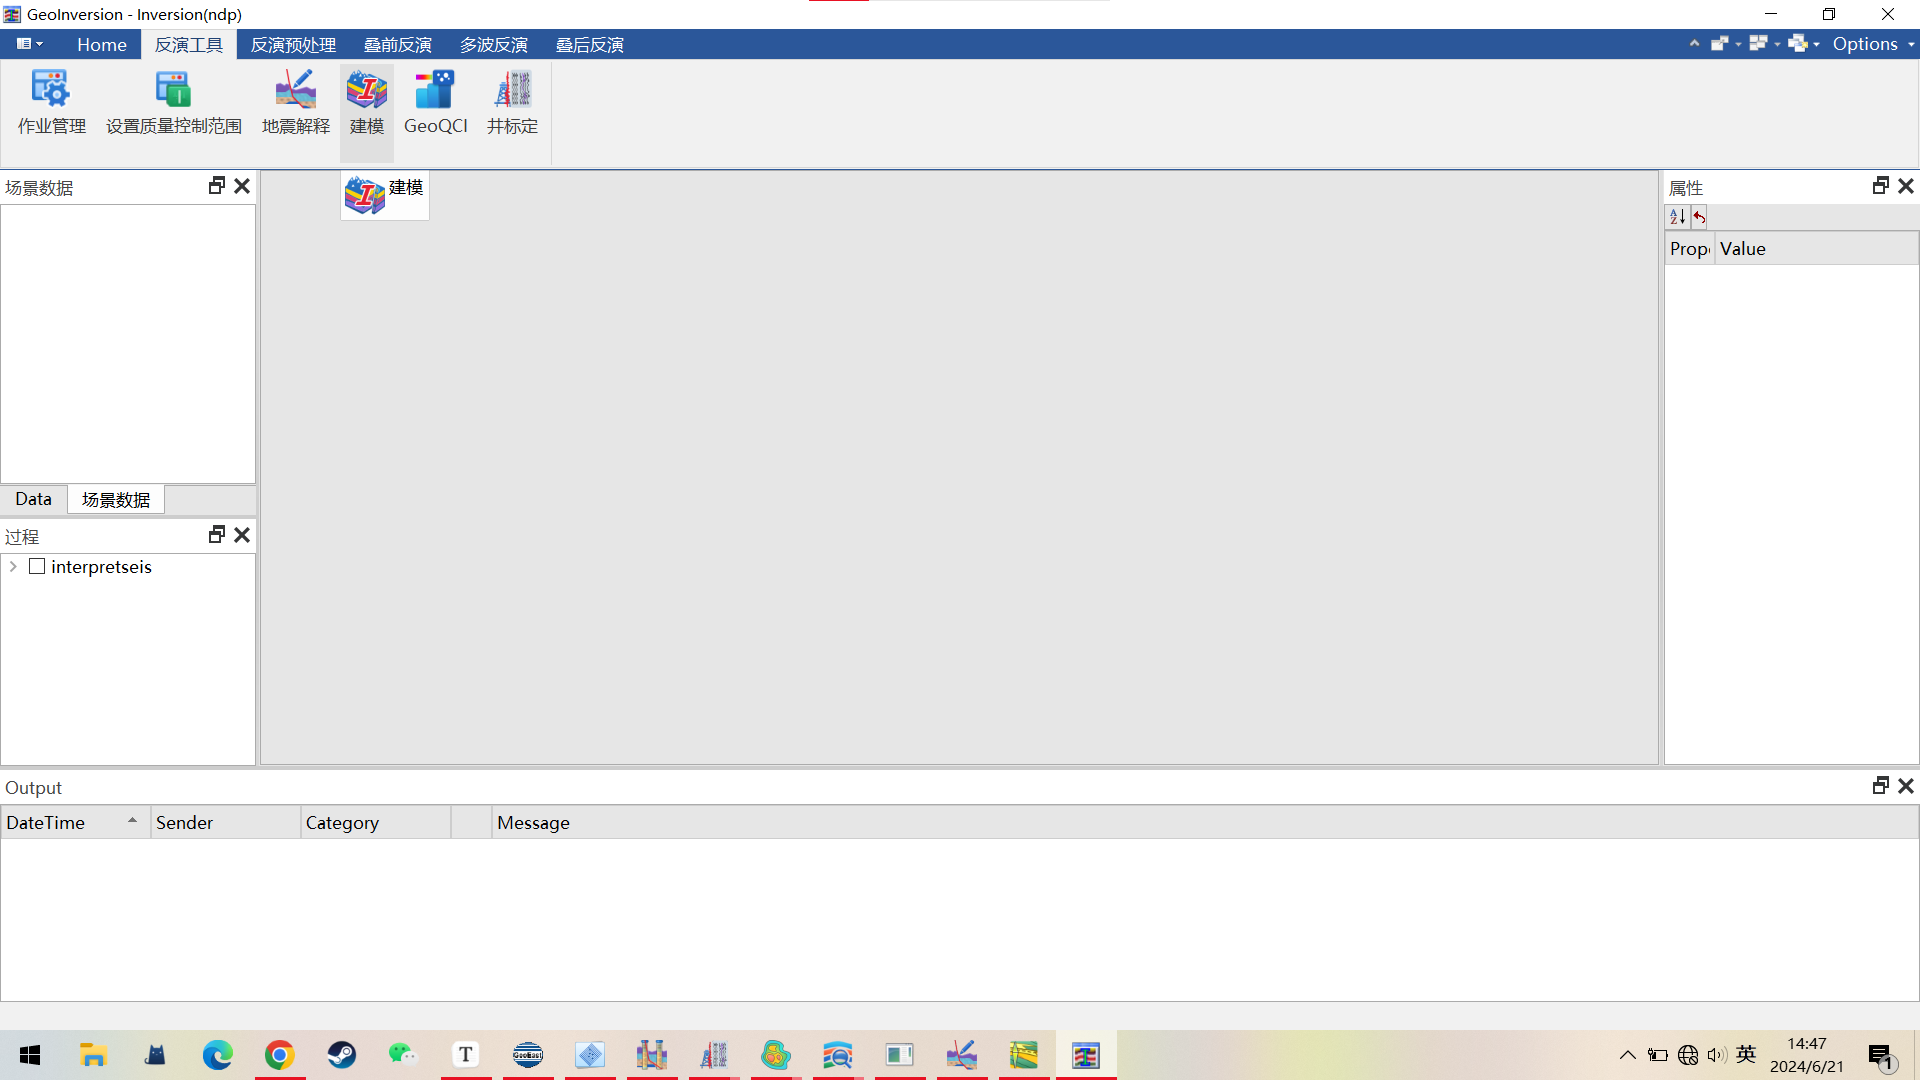 GeoInversion - Inversion(ndp)
Home 反演工具 反演预处理 叠前反演 多波反演 叠后反演 Options
作业管理 设置质量控制范围 地震解释 建模 GeoQCI 井标定
场景数据
建模
属性
Value
Data 场景数据
过程
interpretseis
Output
DateTime Sender Category Message
T
GeoEast
英
14:47
2024/6/21
1